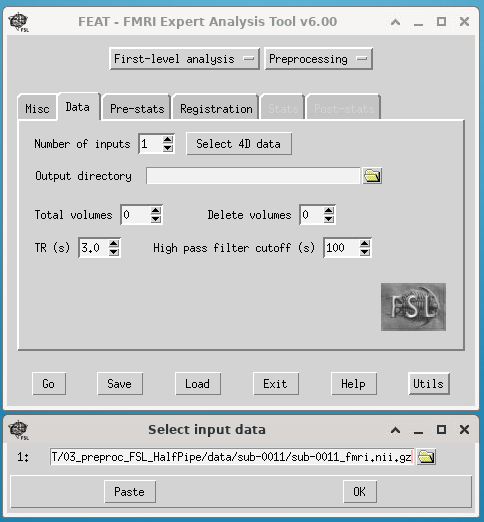 FEAT - FMRI Expert Analysis Tool v6.00
First-level analysis Preprocessing
Misc Data Pre-stats Registration Stats Post-stats
Number of inputs 1 Select 4D data
Output directory
Total volumes 0 Delete volumes 0
TR (s) 3.0 High pass filter cutoff (s) 100
FSL
Go Save Load Exit Help Utils
Select input data
1: T/03_preproc_FSL_HalfPipe/data/sub-0011/sub-0011_fmri.nii.gz
Paste OK